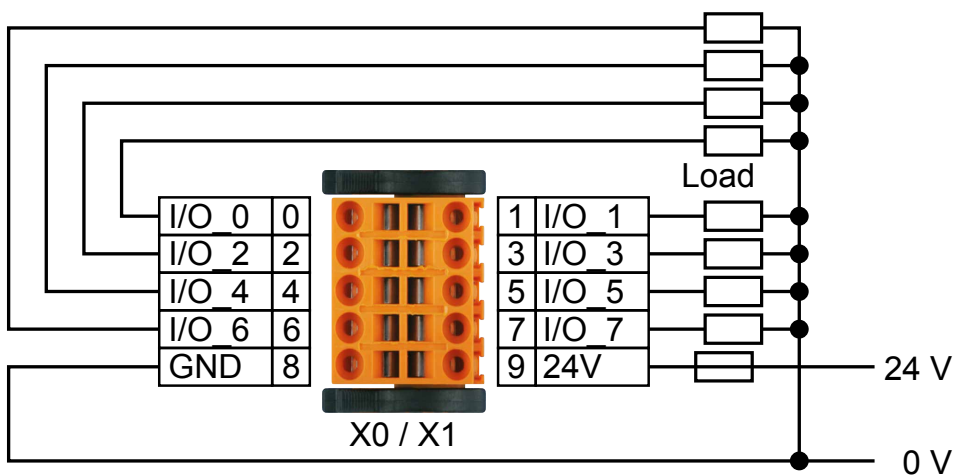 Load
I/O_0 0 1 I/O_1
I/O_2 2 3 I/O_3
I/O_4 4 5 I/O_5
I/O_6 6 7 I/O_7
GND 8 9 24V
24 V
X0 / X1
0 V